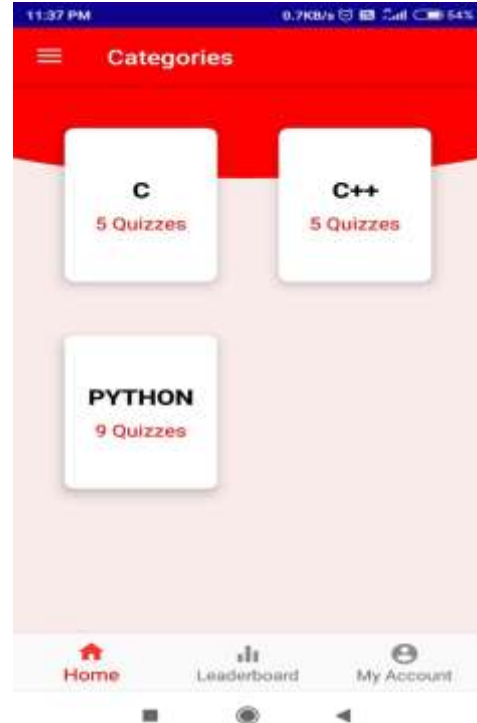 11:37 PM 0.7KB/s 54%
Categories
C C++
5 Quizzes 5 Quizzes
PYTHON
9 Quizzes
Home Leaderboard My Account